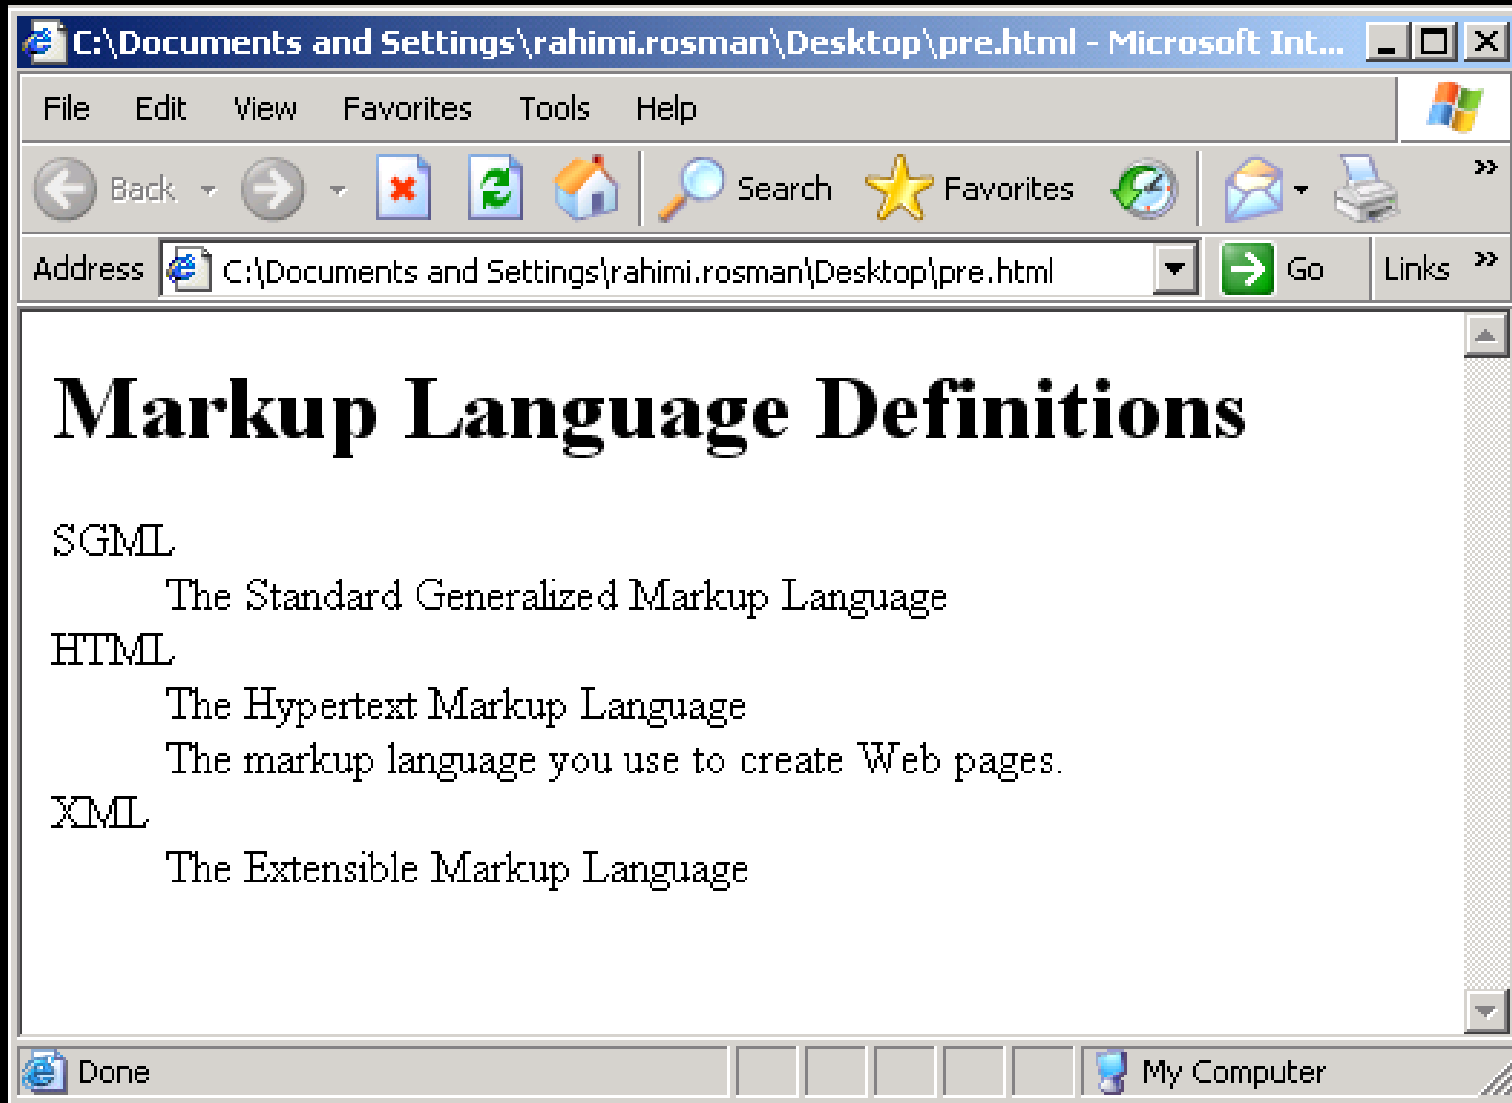 C:\Documents and Settings\rahimi.rosman\Desktop\pre.html - Microsoft Int...
File Edit View Favorites Tools Help
Back Search Favorites
Address C:\Documents and Settings\rahimi.rosman\Desktop\pre.html Go Links
Markup Language Definitions
SGML
The Standard Generalized Markup Language
HTML
The Hypertext Markup Language
The markup language you use to create Web pages.
XML
The Extensible Markup Language
Done My Computer